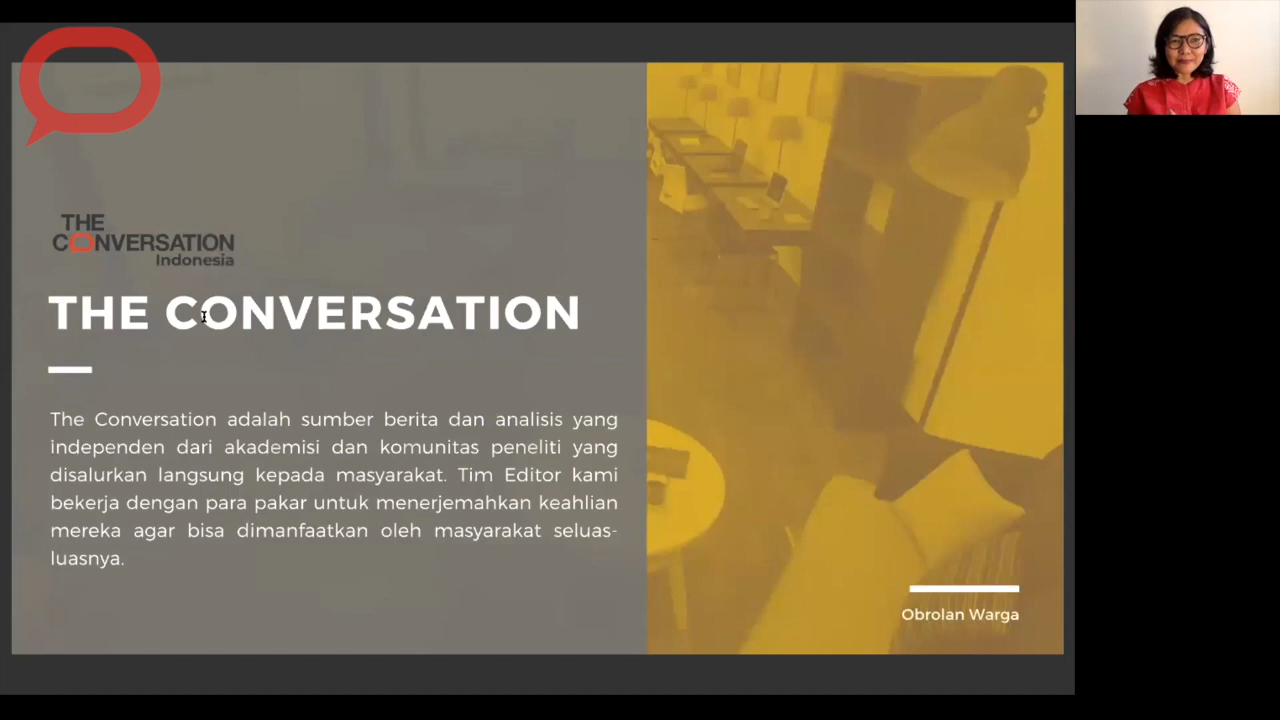 THE
CONVERSATION
Indonesia
THE CONVERSATION
The Conversation adalah sumber berita dan analisis yang
independen dari akademisi dan komunitas peneliti yang
disalurkan langsung kepada masyarakat. Tim Editor kami
bekerja dengan para pakar untuk menerjemahkan keahlian
mereka agar bisa dimanfaatkan oleh masyarakat seluas-
luasnya.
Obrolan Warga